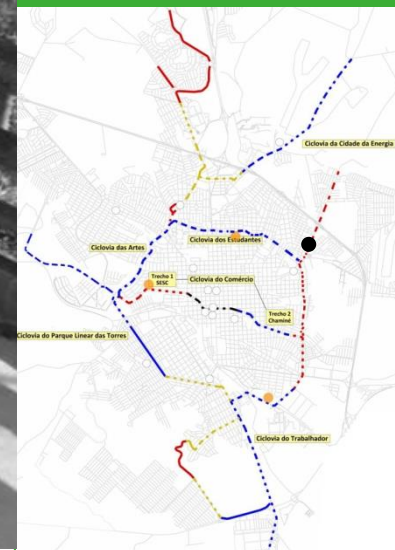 Ciclovia da Cidade da Energia
Ciclovia dos Estudantes
Ciclovia das Artes
Trecho 1
SESC
Ciclovia do Comércio
Trecho 2
Chaminé
Ciclovia do Parque Linear das Torres
Ciclovia do Trabalhador